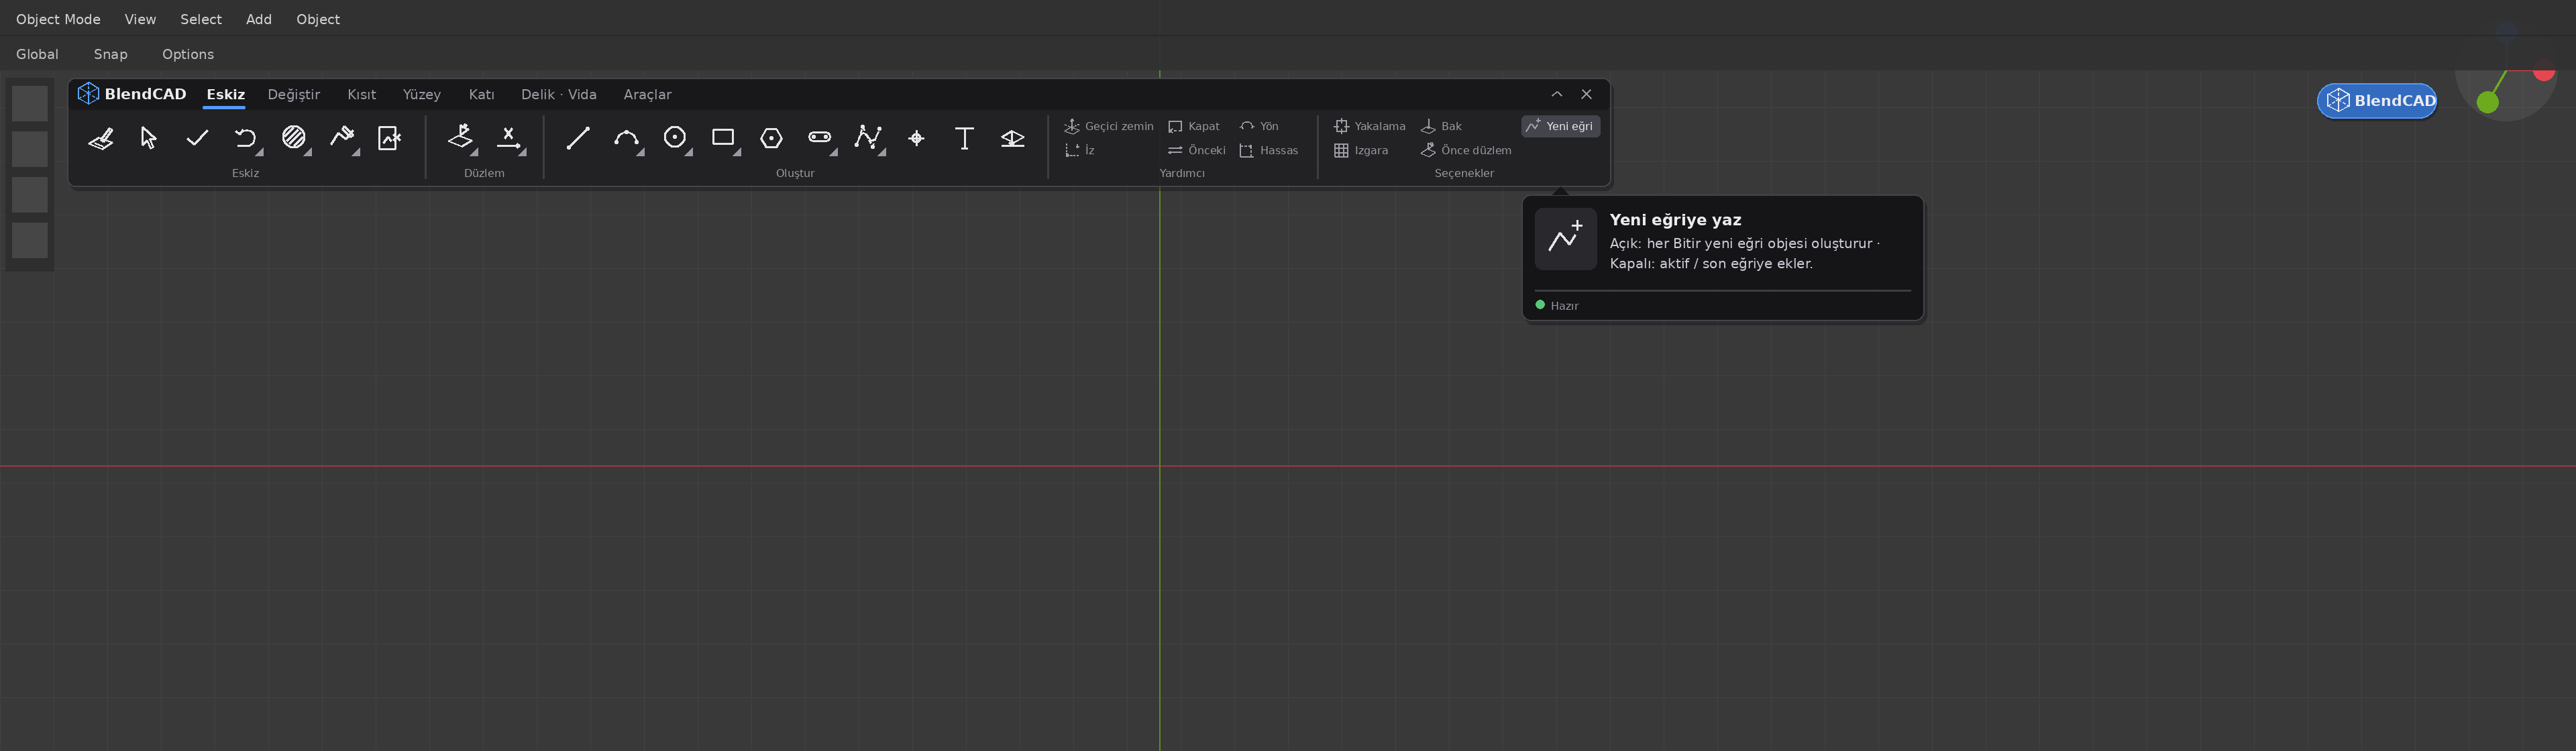 Object Mode View Select Add Object
Global Snap Options
BlendCAD Eskiz Değiştir Kısıt Yüzey Katı Delik · Vida Araçlar
BlendCAD
Geçici zemin Kapat Yön Yakalama Bak Yeni eğri
İz Önceki Hassas Izgara Önce düzlem
Eskiz Düzlem Oluştur Yardımcı Seçenekler
Yeni eğriye yaz
Açık: her Bitir yeni eğri objesi oluşturur ·
Kapalı: aktif / son eğriye ekler.
Hazır